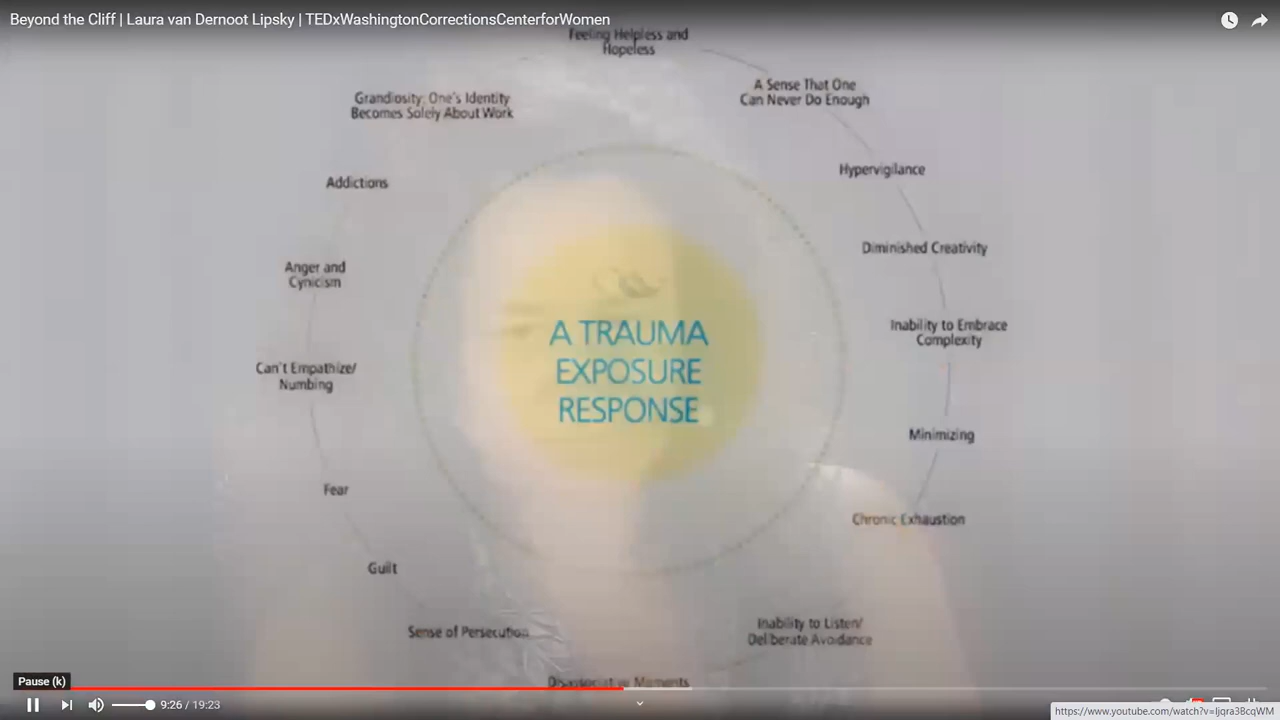 Beyond the Cliff | Laura van Dernoot Lipsky | TEDxWashingtonCorrectionsCenterforWomen
Feeling Helpless and
Hopeless
A Sense That One
Can Never Do Enough
Hypervigilance
Diminished Creativity
Inability to Embrace
Complexity
Minimizing
Chronic Exhaustion
Inability to Listen/
Deliberate Avoidance
Disassociative Moments
Sense of Persecution
Guilt
Fear
Can't Empathize/
Numbing
Anger and
Cynicism
Addictions
Grandiosity: One's Identity
Becomes Solely About Work
A TRAUMA
EXPOSURE
RESPONSE
Pause (k)
9:26 / 19:23
https://www.youtube.com/watch?v=ljqra3BcqWM